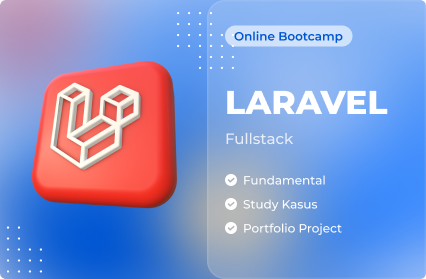 Online Bootcamp
LARAVEL
Fullstack
Fundamental
Study Kasus
Portfolio Project